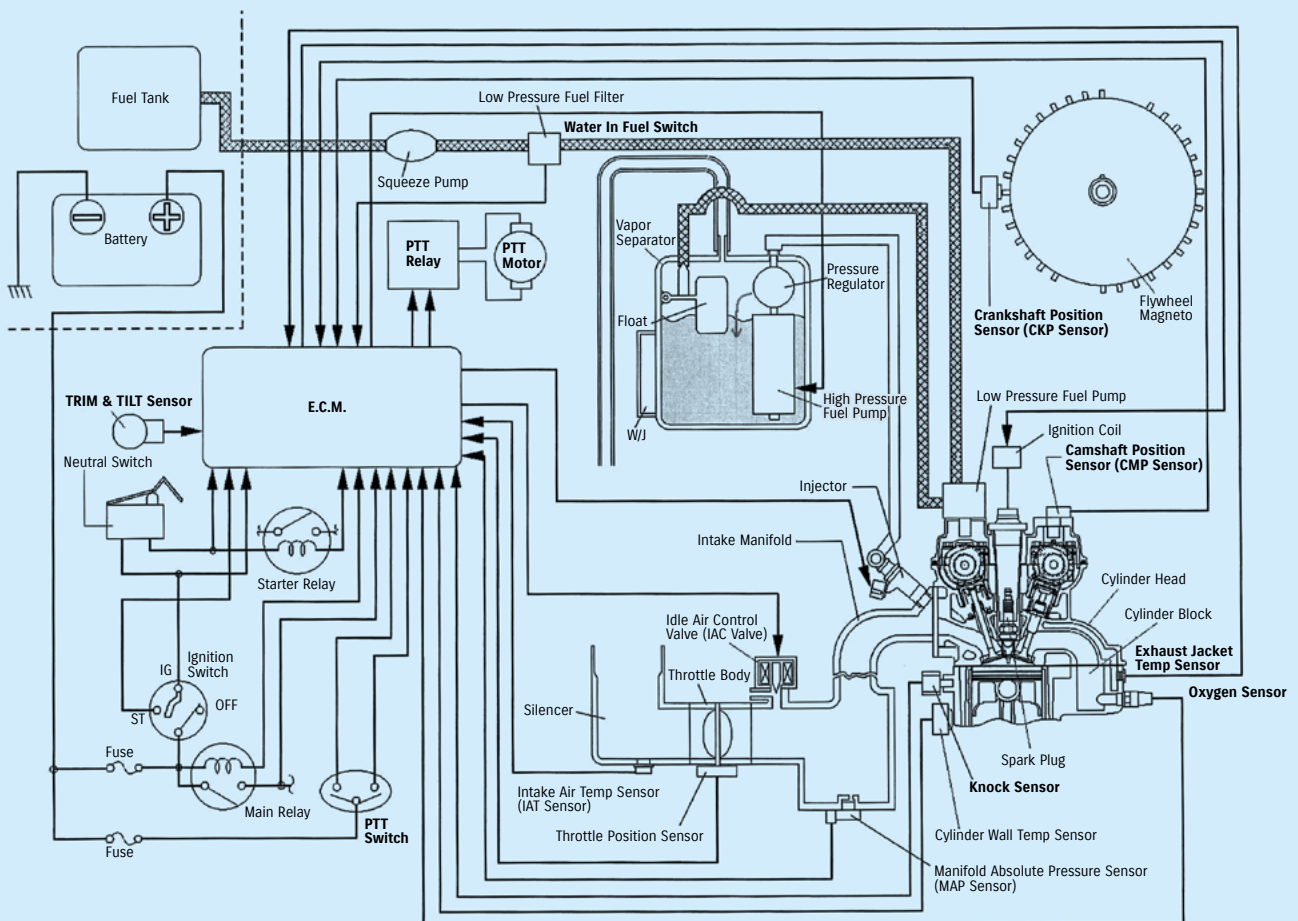 Fuel Tank
Low Pressure Fuel Filter
Water In Fuel Switch
Squeeze Pump
Battery
PTT
Relay
PTT
Motor
Vapor
Separator
Pressure
Regulator
Float
High Pressure
Fuel Pump
W/J
Flywheel
Magneto
Crankshaft Position
Sensor (CKP Sensor)
Low Pressure Fuel Pump
Ignition Coil
Camshaft Position
Sensor (CMP Sensor)
TRIM & TILT Sensor
E.C.M.
Neutral Switch
Starter Relay
Injector
Intake Manifold
Cylinder Head
Cylinder Block
Idle Air Control
Valve (IAC Valve)
Exhaust Jacket
Temp Sensor
Oxygen Sensor
IG
Ignition
Switch
ST
OFF
Throttle Body
Silencer
Fuse
Main Relay
Spark Plug
Knock Sensor
Intake Air Temp Sensor
(IAT Sensor)
PTT
Switch
Throttle Position Sensor
Cylinder Wall Temp Sensor
Fuse
Manifold Absolute Pressure Sensor
(MAP Sensor)